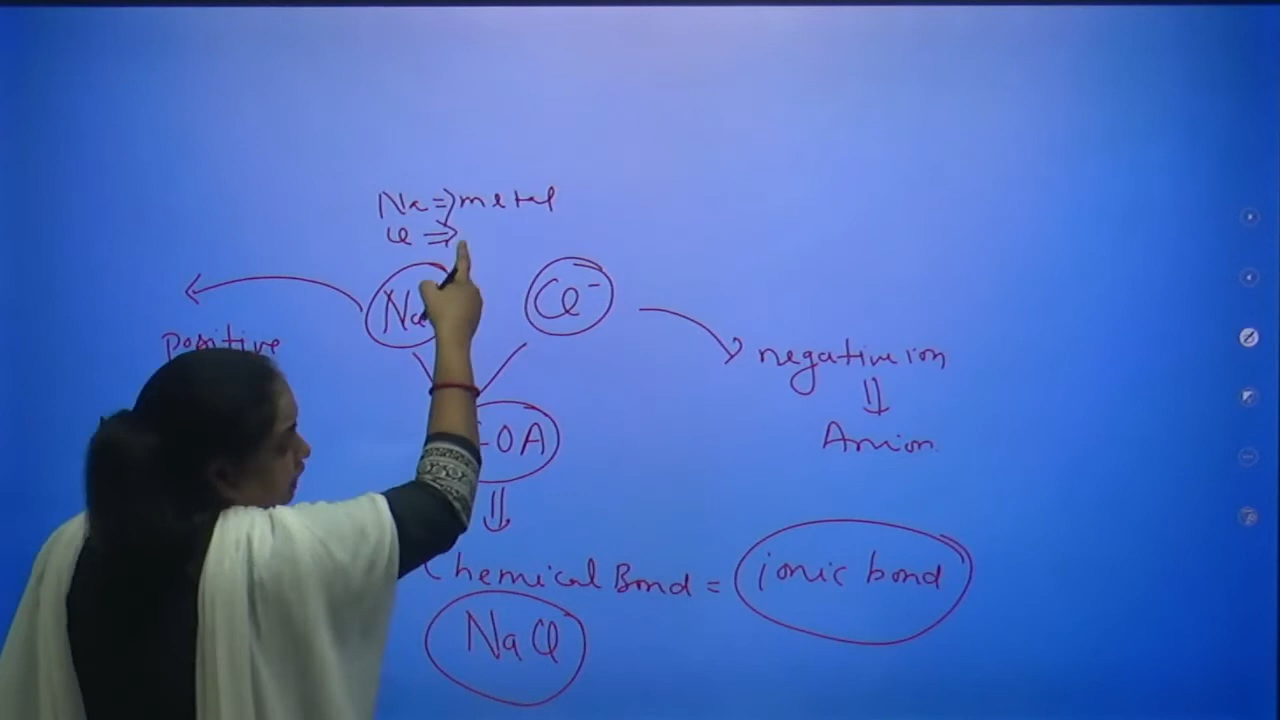 Na ⇒ metal
Cl ⇒
Na
Cl⁻
positive
negative ion
⇓
Anion
OA
⇓
Chemical Bond = ionic bond
NaCl